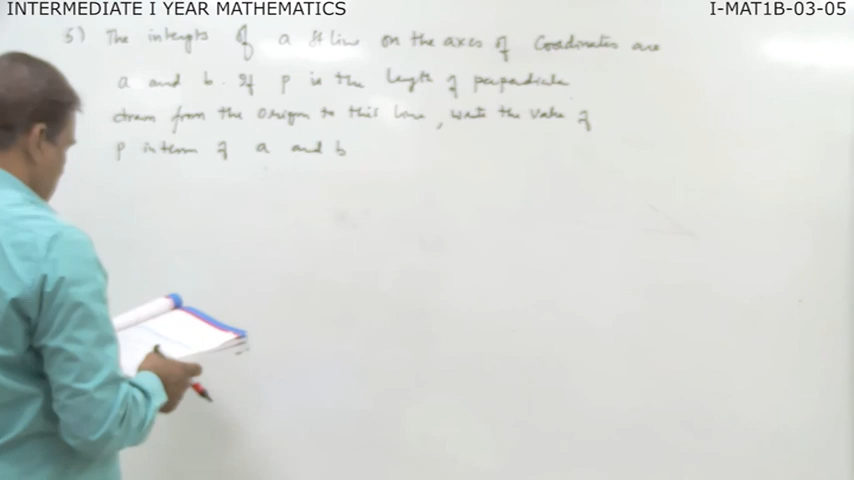 INTERMEDIATE I YEAR MATHEMATICS
I-MAT1B-03-05
5) The intercepts of a st line on the axes of Coordinates are
a and b. If p is the length of perpendicular
drawn from the origin to this line, write the value of
p interm of a and b